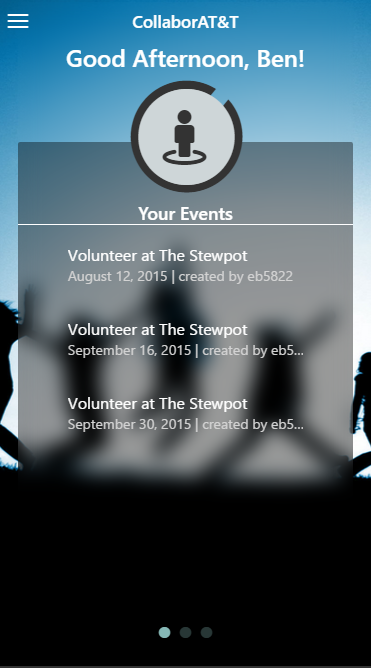 CollaborAT&T
Good Afternoon, Ben!
Your Events
Volunteer at The Stewpot
August 12, 2015 | created by eb5822
Volunteer at The Stewpot
September 16, 2015 | created by eb5...
Volunteer at The Stewpot
September 30, 2015 | created by eb5...